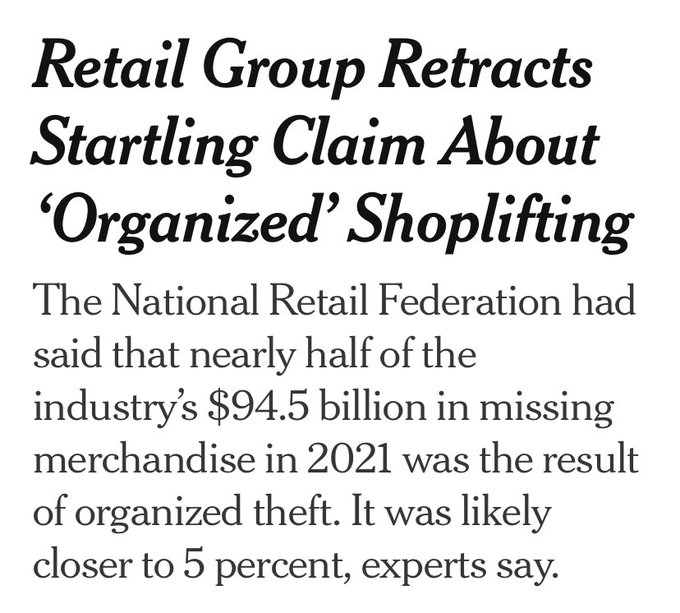 Retail Group Retracts
Startling Claim About
‘Organized’ Shoplifting
The National Retail Federation had
said that nearly half of the
industry’s $94.5 billion in missing
merchandise in 2021 was the result
of organized theft. It was likely
closer to 5 percent, experts say.